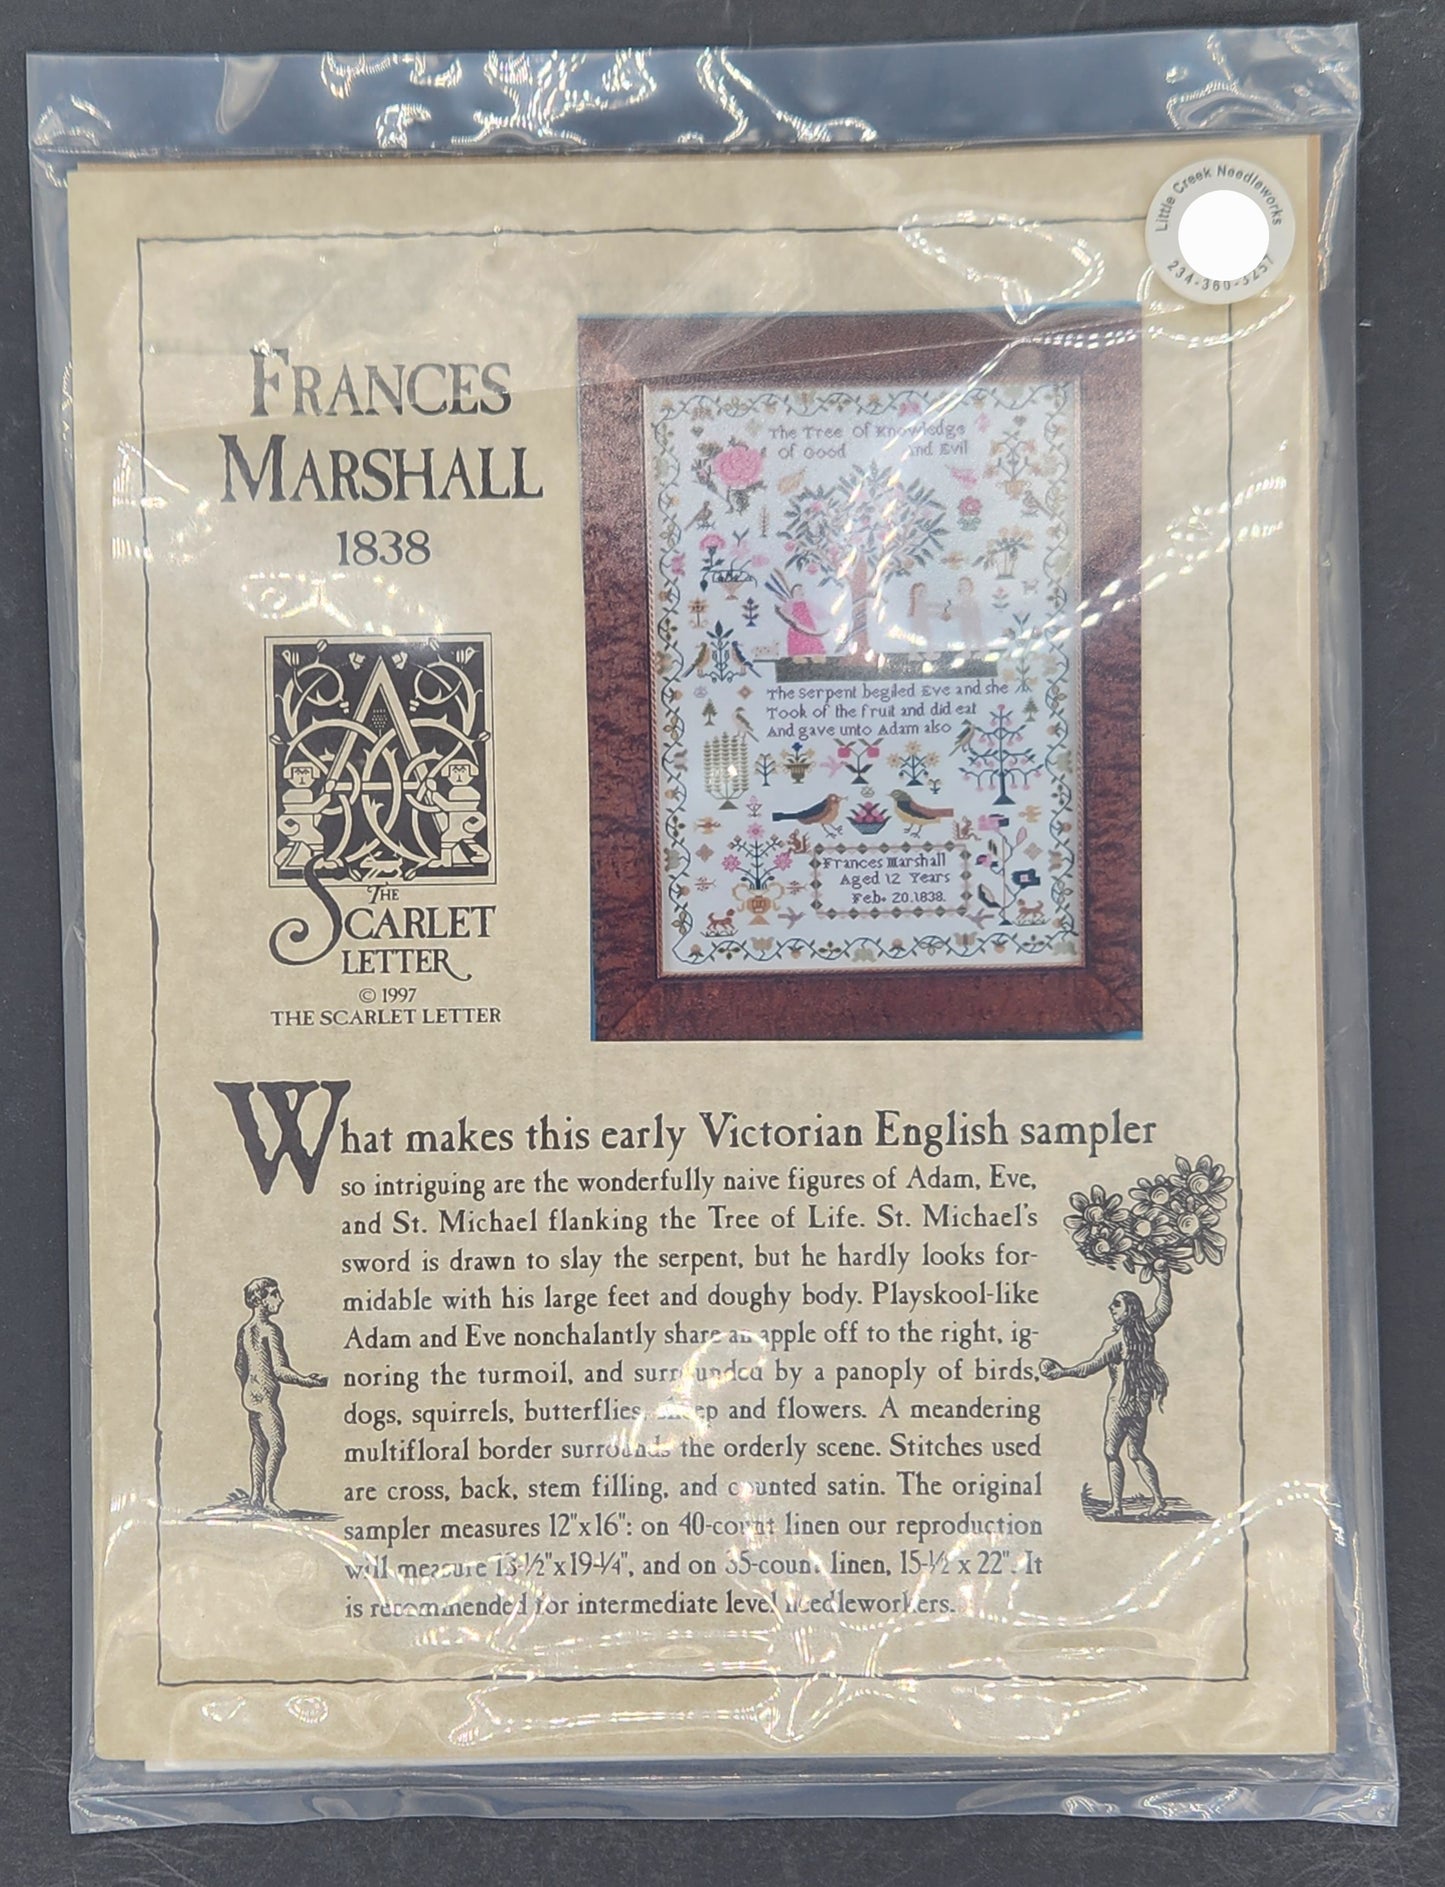 Little Creek Needleworks
234-360-5257
FRANCES
MARSHALL
1838
THE
SCARLET
LETTER
© 1997
THE SCARLET LETTER
The Tree of Knowledge
of Good and Evil
The Serpent begiled Eve and she
Took of the fruit and did eat
And gave unto Adam also
Frances Marshall
Aged 12 Years
Feb. 20.1838.
What makes this early Victorian English sampler
so intriguing are the wonderfully naive figures of Adam, Eve,
and St. Michael flanking the Tree of Life. St. Michael's
sword is drawn to slay the serpent, but he hardly looks for-
midable with his large feet and doughy body. Playskool-like
Adam and Eve nonchalantly share an apple off to the right, ig-
noring the turmoil, and surrounded by a panoply of birds,
dogs, squirrels, butterflies, sheep and flowers. A meandering
multifloral border surrounds the orderly scene. Stitches used
are cross, back, stem filling, and counted satin. The original
sampler measures 12"x16": on 40-count linen our reproduction
will measure 13-½"x19-¼", and on 35-count linen, 15-½ x 22". It
is recommended for intermediate level needleworkers.